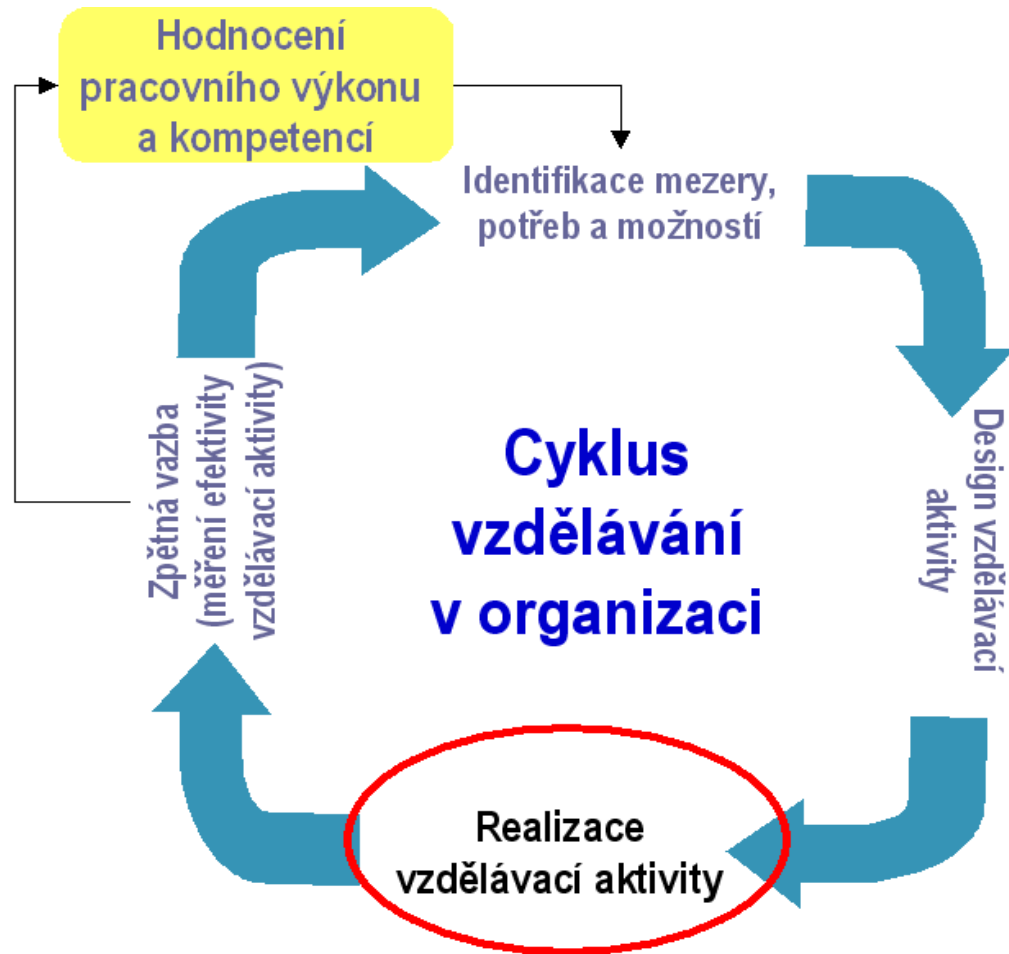 Hodnocení
pracovního výkonu
a kompetencí
Identifikace mezery,
potřeb a možností
Design vzdělávací
aktivity
Cyklus
vzdělávání
v organizaci
Realizace
vzdělávací aktivity
Zpětná vazba
(měření efektivity
vzdělávací aktivity)